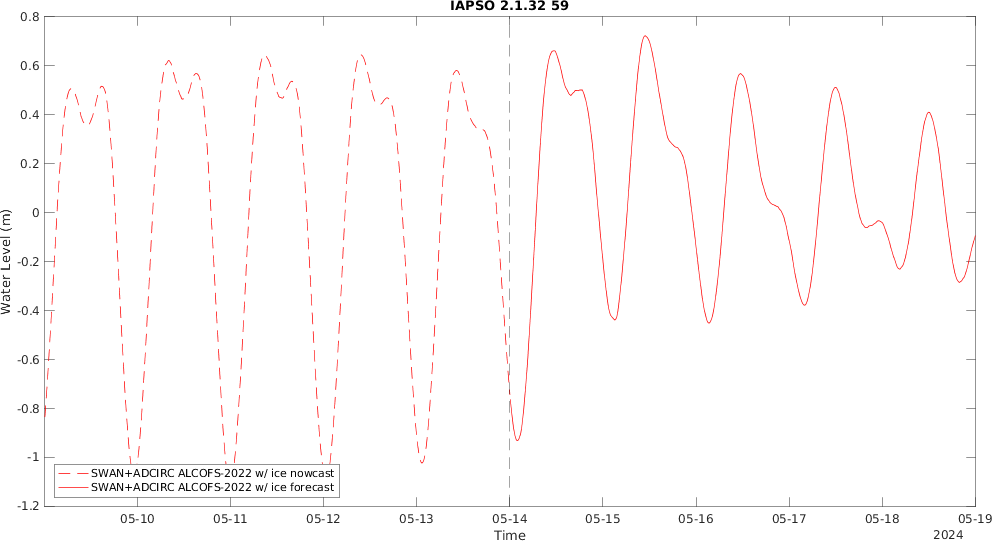 IAPSO 2.1.32 59
Water Level (m)
0.8
0.6
0.4
0.2
0
-0.2
-0.4
-0.6
-0.8
-1
-1.2
SWAN+ADCIRC ALCOFS-2022 w/ ice nowcast
SWAN+ADCIRC ALCOFS-2022 w/ ice forecast
05-10 05-11 05-12 05-13 05-14 05-15 05-16 05-17 05-18 05-19
Time
2024